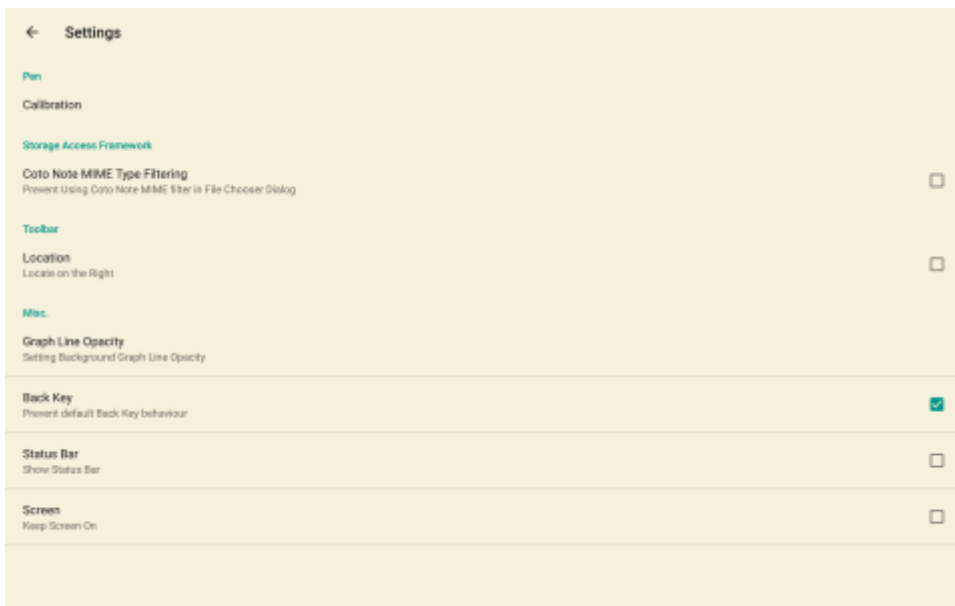 Settings
Pen
Calibration
Storage Access Framework
Coto Note MIME Type Filtering
Prevent Using Coto Note MIME filter in File Chooser Dialog
Toolbar
Location
Locate on the Right
Misc.
Graph Line Opacity
Setting Background Graph Line Opacity
Back Key
Prevent default Back Key behaviour
Status Bar
Show Status Bar
Screen
Keep Screen On